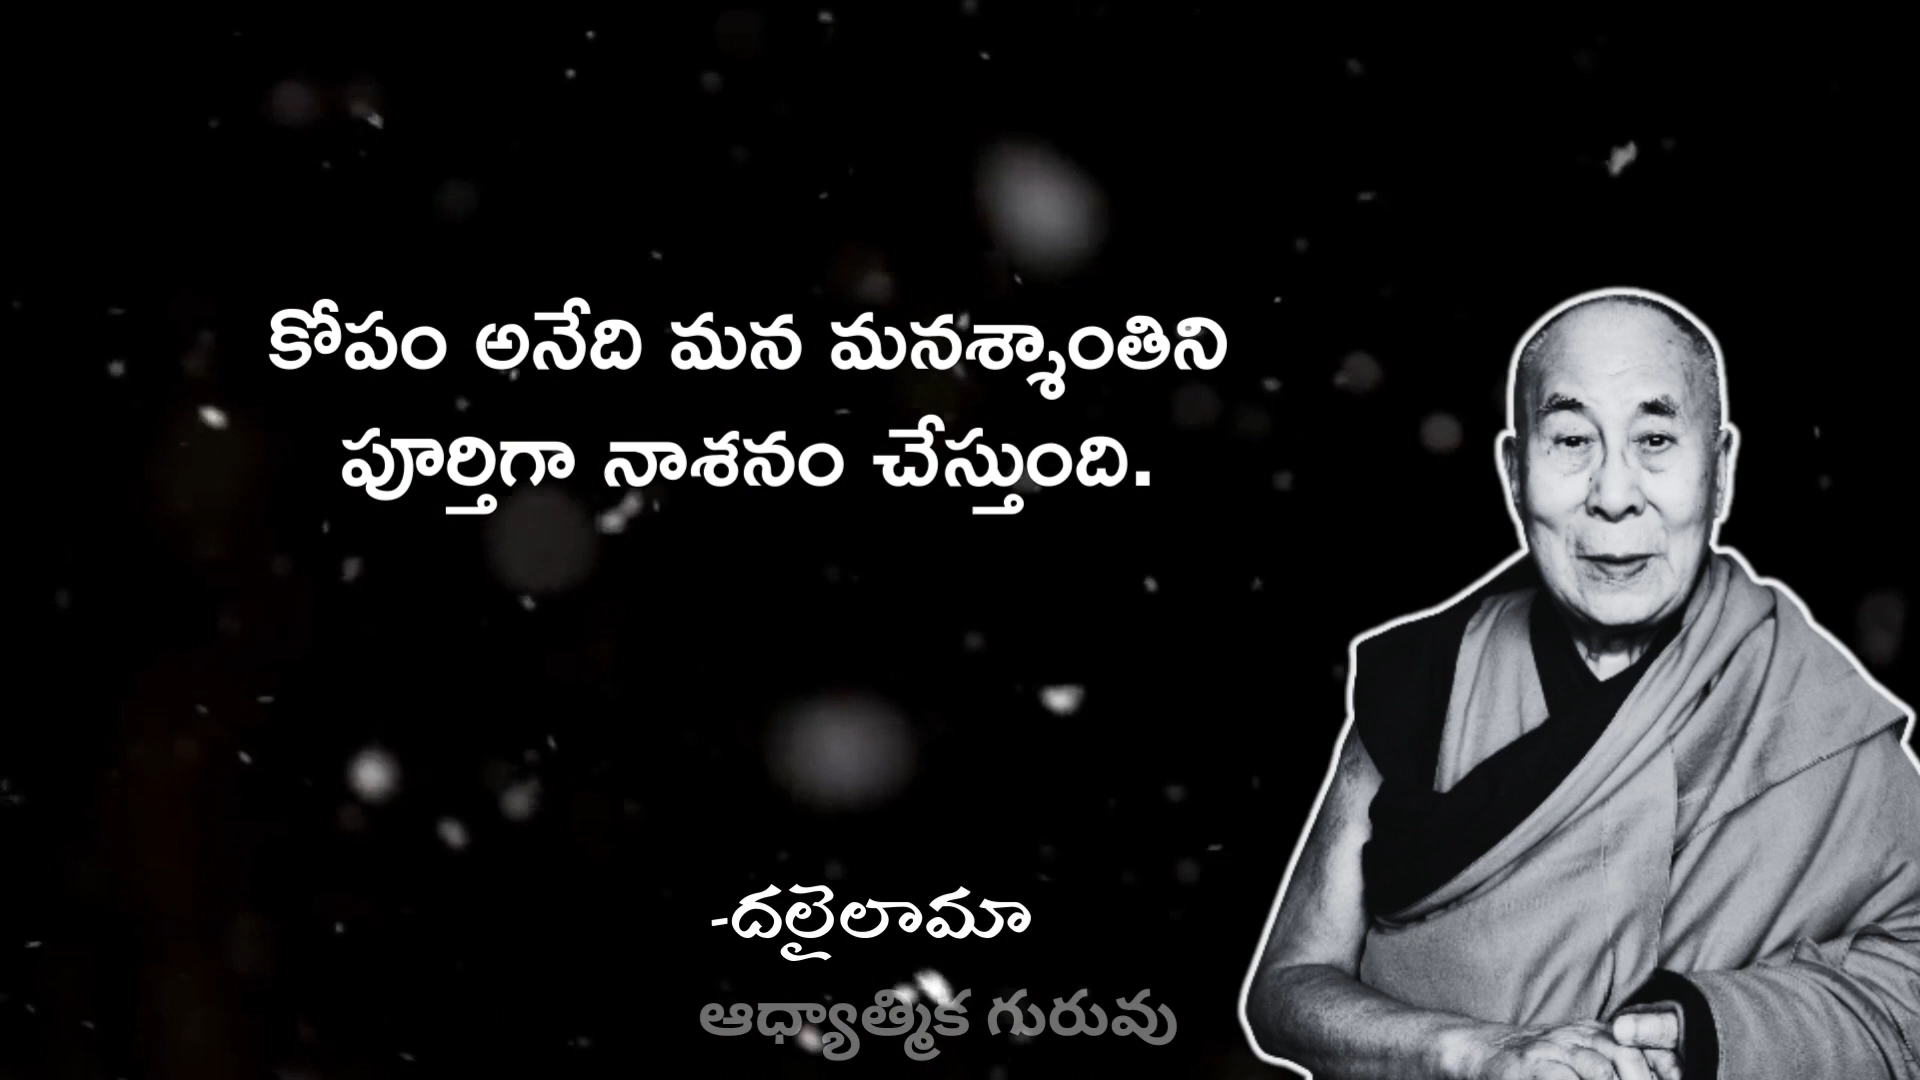 కోపం అనేది మన మనశ్శాంతిని
పూర్తిగా నాశనం చేస్తుంది.
-దలైలామా
ఆధ్యాత్మిక గురువు